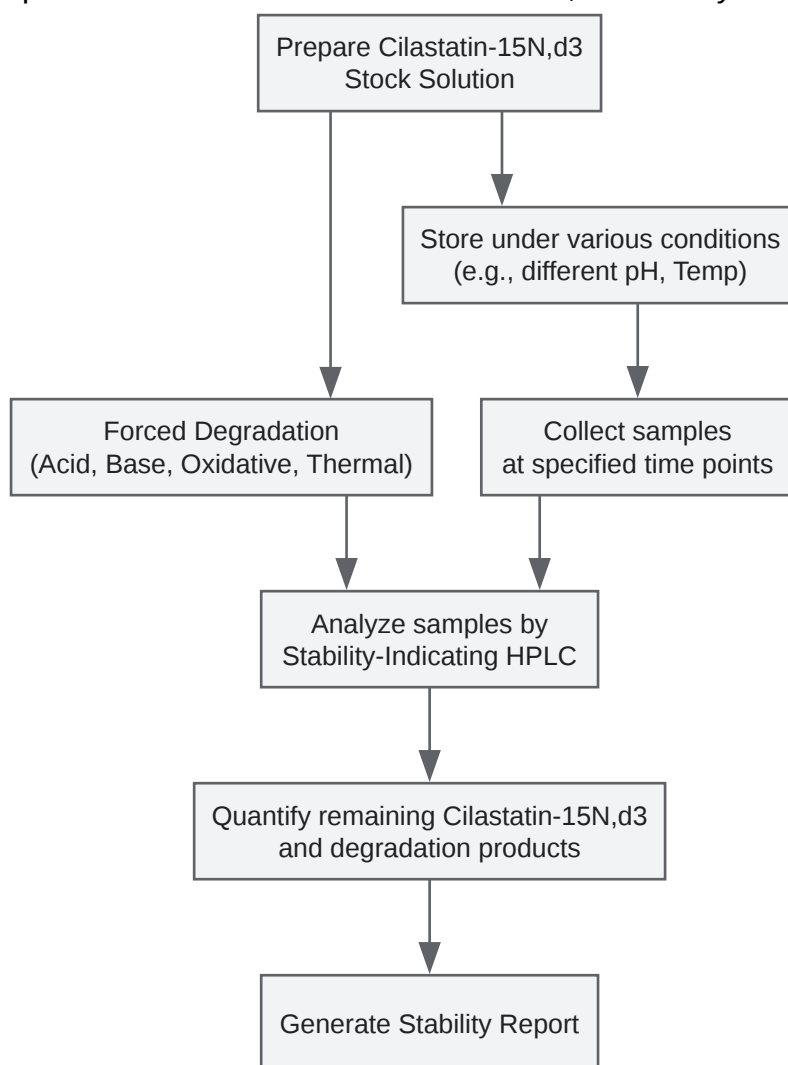 Prepare Cilastatin-15N,d3
Stock Solution
Store under various conditions
(e.g., different pH, Temp)
Forced Degradation
(Acid, Base, Oxidative, Thermal)
Collect samples
at specified time points
Analyze samples by
Stability-Indicating HPLC
Quantify remaining Cilastatin-15N,d3
and degradation products
Generate Stability Report